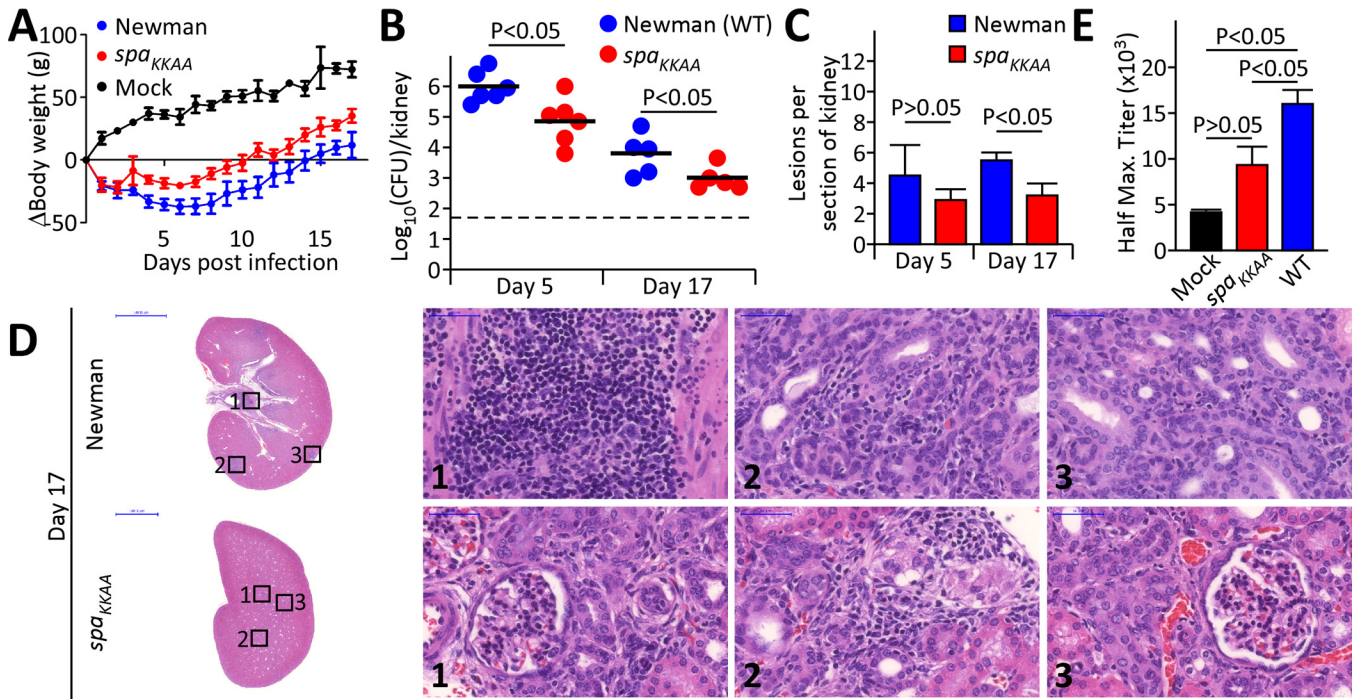 A
Newman
spaKKAA
Mock
ΔBody weight (g)
100
50
0
-50
5
10
15
Days post infection
B
Newman (WT)
spaKKAA
P<0.05
P<0.05
Log10(CFU)/kidney
6
5
4
3
2
1
0
Day 5
Day 17
C
Newman
spaKKAA
Lesions per
section of kidney
12
10
8
6
4
2
0
P>0.05
P<0.05
Day 5
Day 17
E
Half Max. Titer (x10³)
20
15
10
5
0
P<0.05
P<0.05
P>0.05
Mock
spaKKAA
WT
D
Day 17
Newman
1
2
3
1
2
3
spaKKAA
1
3
2
1
2
3